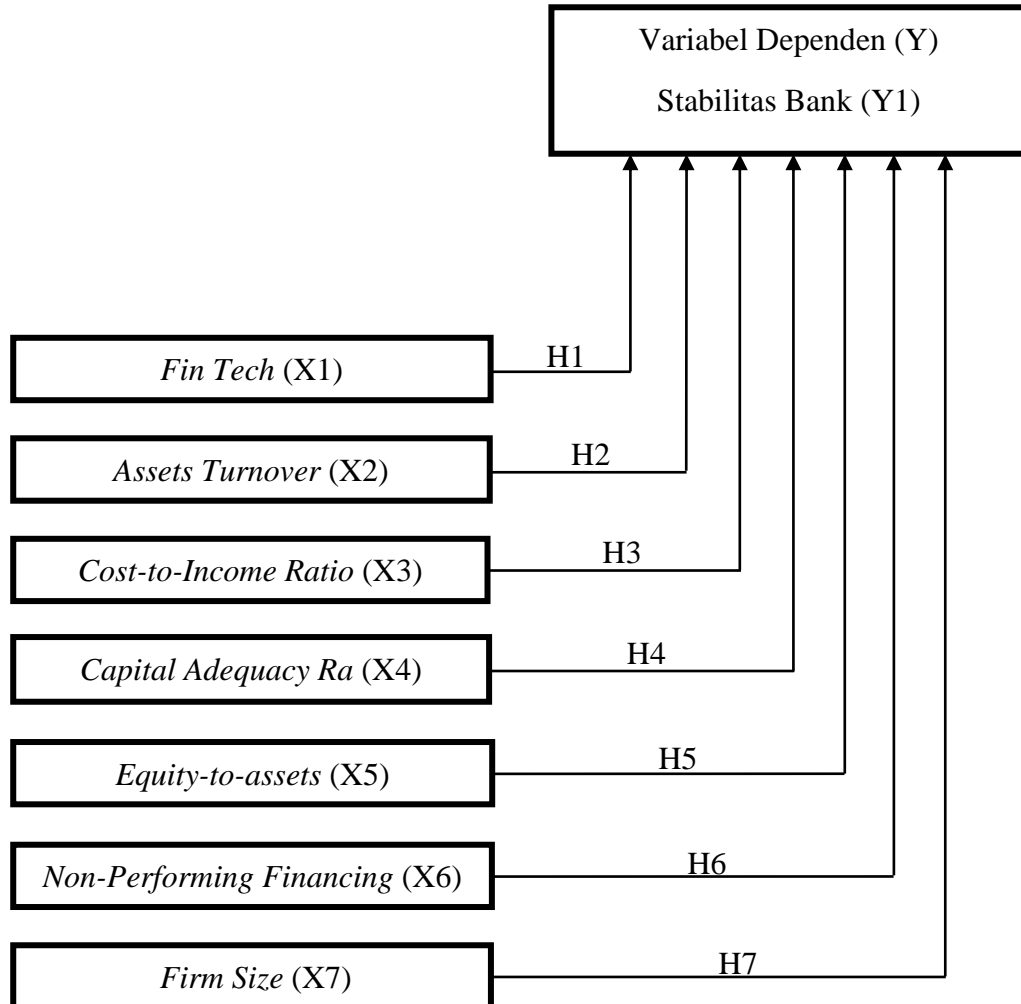 Variabel Dependen (Y)
Stabilitas Bank (Y1)
Fin Tech (X1)
H1
Assets Turnover (X2)
H2
Cost-to-Income Ratio (X3)
H3
Capital Adequacy Ra (X4)
H4
Equity-to-assets (X5)
H5
Non-Performing Financing (X6)
H6
Firm Size (X7)
H7